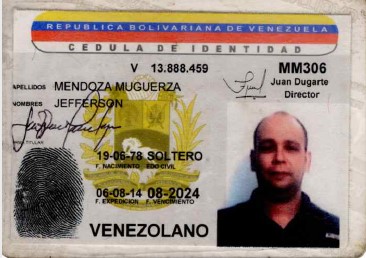 REPUBLICA BOLIVARIANA DE VENEZUELA
CEDULA DE IDENTIDAD
V 13.888.459
MM306
Juan Dugarte
Director
APELLIDOS MENDOZA MUGUERZA
NOMBRES JEFFERSON
TITULAR
19-06-78 SOLTERO
F. NACIMIENTO EDO CIVIL
06-08-14 08-2024
F. EXPEDICION F. VENCIMIENTO
VENEZOLANO